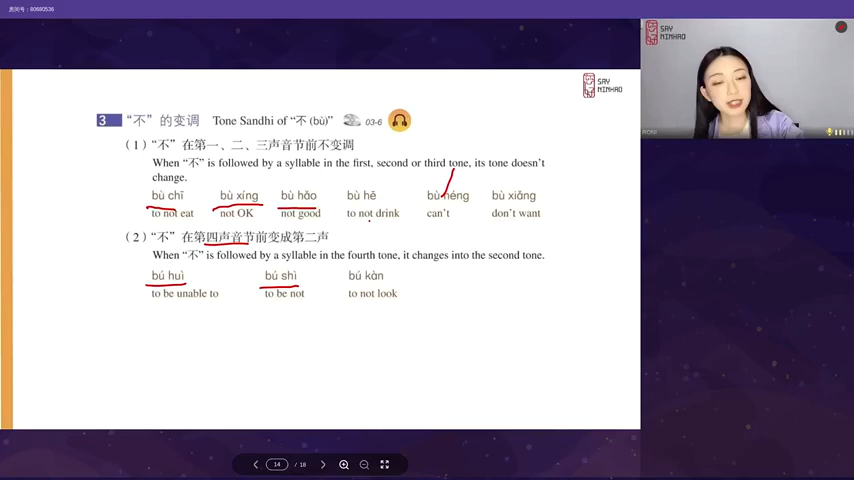 房间号：80680536
SAY
NINHAO
SAY
NINHAO
3 “不”的变调 Tone Sandhi of “不 (bù)” 03-6
（1）“不”在第一、二、三声音节前不变调
When “不” is followed by a syllable in the first, second or third tone, its tone doesn’t
change.
bù chī bù xíng bù hǎo bù hē bù néng bù xiǎng
to not eat not OK not good to not drink can’t don’t want
（2）“不”在第四声音节前变成第二声
When “不” is followed by a syllable in the fourth tone, it changes into the second tone.
bú huì bú shì bú kàn
to be unable to to be not to not look
14 / 18